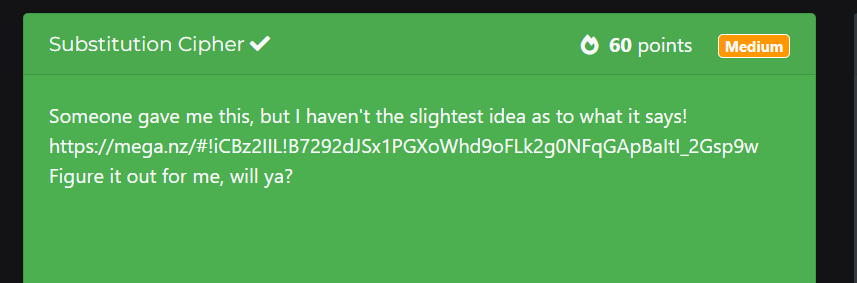 Substitution Cipher
60 points
Medium
Someone gave me this, but I haven't the slightest idea as to what it says!
https://mega.nz/#!iCBz2IIL!B7292dJSx1PGXoWhd9oFLk2g0NFqGApBaItI_2Gsp9w
Figure it out for me, will ya?